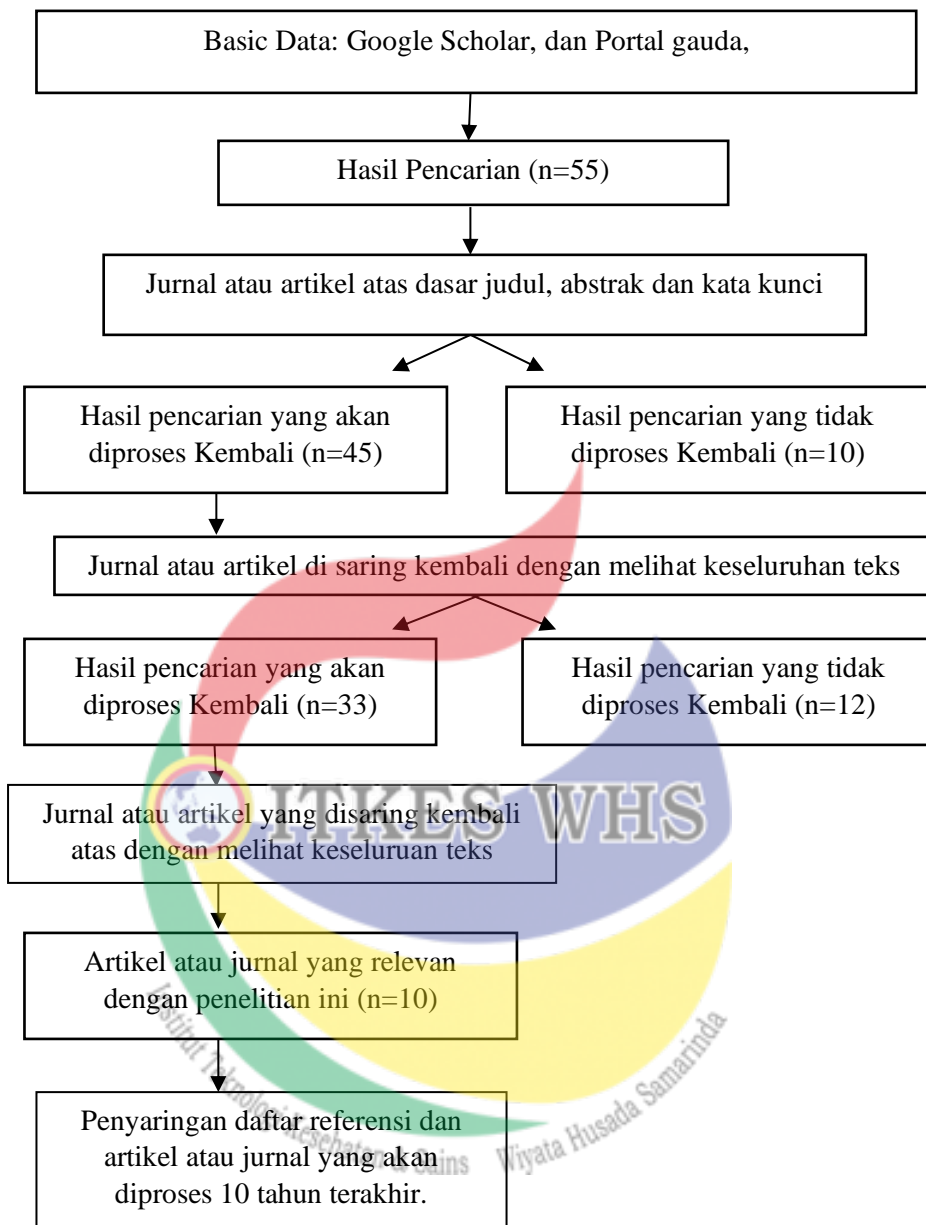 Basic Data: Google Scholar, dan Portal gauda,
Hasil Pencarian (n=55)
Jurnal atau artikel atas dasar judul, abstrak dan kata kunci
Hasil pencarian yang akan
diproses Kembali (n=45)
Hasil pencarian yang tidak
diproses Kembali (n=10)
Jurnal atau artikel di saring kembali dengan melihat keseluruhan teks
Hasil pencarian yang akan
diproses Kembali (n=33)
Hasil pencarian yang tidak
diproses Kembali (n=12)
Jurnal atau artikel yang disaring kembali
atas dengan melihat keseluruan teks
ITKES WHS
Artikel atau jurnal yang relevan
dengan penelitian ini (n=10)
Penyaringan daftar referensi dan
artikel atau jurnal yang akan
diproses 10 tahun terakhir.
Institut Teknologi Kesehatan & Sains Wiyata Husada Samarinda